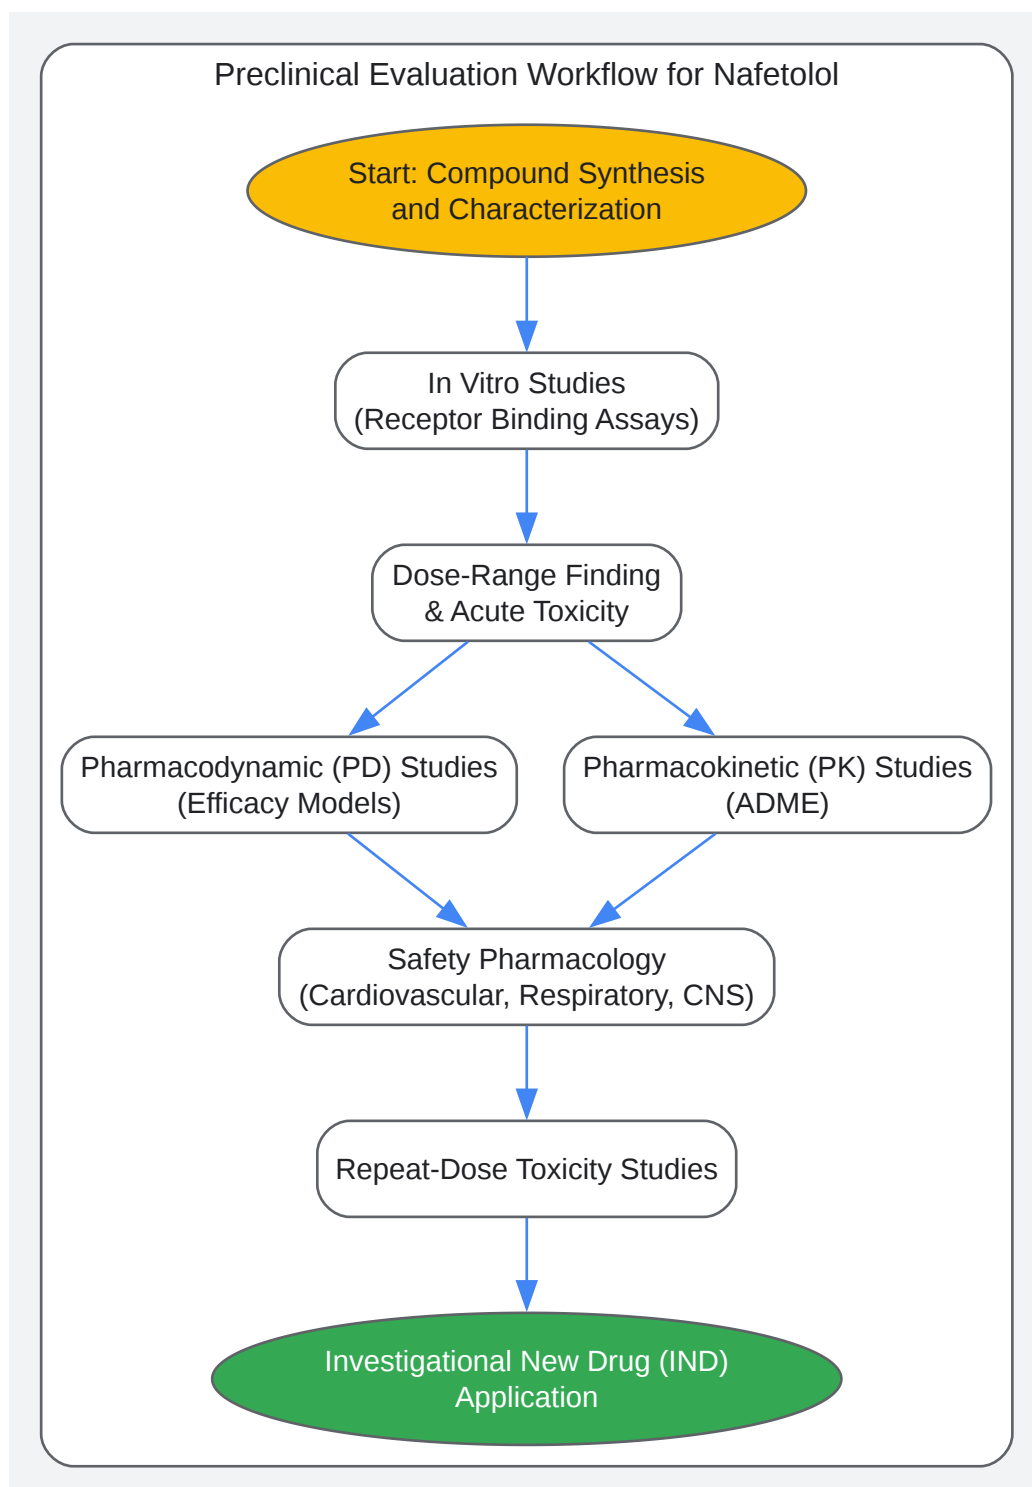 Preclinical Evaluation Workflow for Nafetolol
Start: Compound Synthesis
and Characterization
In Vitro Studies
(Receptor Binding Assays)
Dose-Range Finding
& Acute Toxicity
Pharmacodynamic (PD) Studies
(Efficacy Models)
Pharmacokinetic (PK) Studies
(ADME)
Safety Pharmacology
(Cardiovascular, Respiratory, CNS)
Repeat-Dose Toxicity Studies
Investigational New Drug (IND)
Application